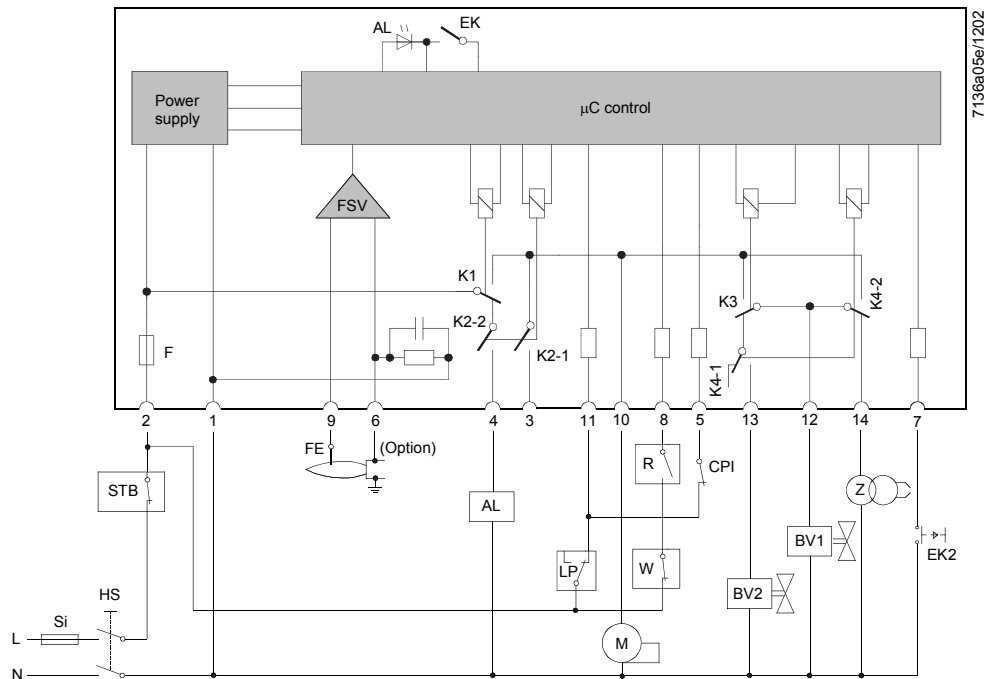 AL
EK
7136a05e/1202
Power
supply
µC control
FSV
K1
K2-2
K2-1
K3
K4-2
K4-1
F
2
1
9
6
4
3
11
10
8
5
13
12
14
7
FE
(Option)
STB
AL
R
CPI
Z
LP
W
BV1
EK2
BV2
HS
Si
L
M
N